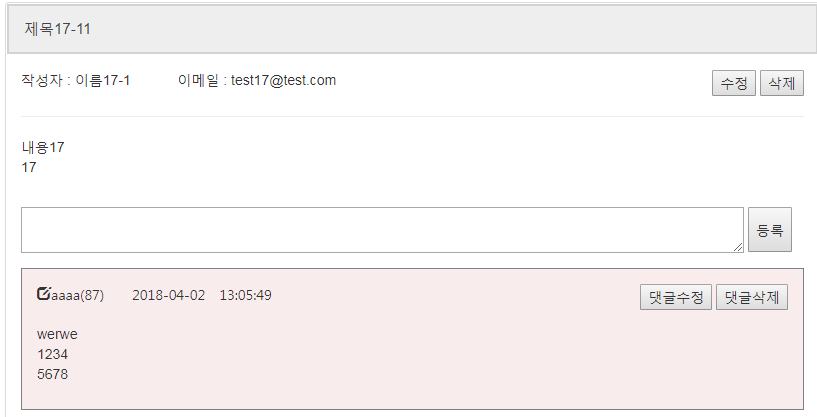 제목17-11
작성자 : 이름17-1 이메일 : test17@test.com 수정 삭제
내용17
17
등록
aaaa(87) 2018-04-02 13:05:49 댓글수정 댓글삭제
werwe
1234
5678